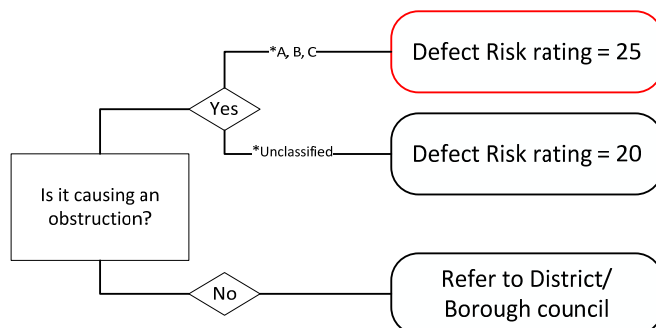 *A, B, C
Defect Risk rating = 25
Yes
*Unclassified
Defect Risk rating = 20
Is it causing an
obstruction?
No
Refer to District/
Borough council